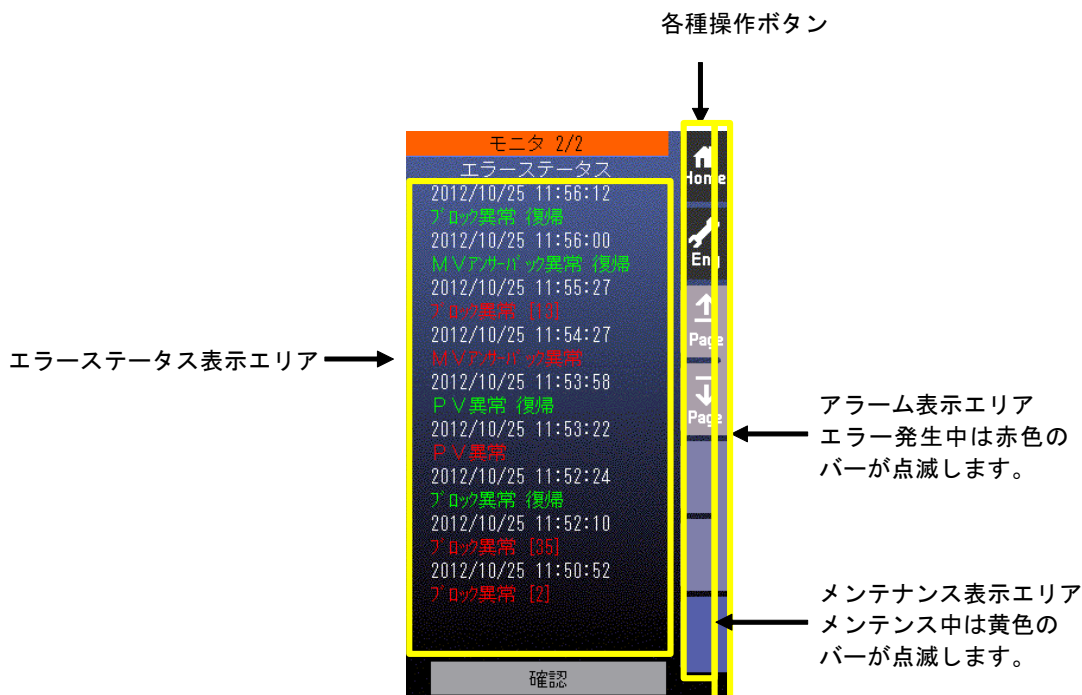 各種操作ボタン
モニタ 2/2
エラーステータス
2012/10/25 11:56:12
ブロック異常 復帰
2012/10/25 11:56:00
MVアンサーバック異常 復帰
2012/10/25 11:55:27
ブロック異常 [13]
2012/10/25 11:54:27
MVアンサーバック異常
2012/10/25 11:53:58
PV異常 復帰
2012/10/25 11:53:22
PV異常
2012/10/25 11:52:24
ブロック異常 復帰
2012/10/25 11:52:10
ブロック異常 [35]
2012/10/25 11:50:52
ブロック異常 [2]
確認
Home
Eng
Page
Page
エラーステータス表示エリア
アラーム表示エリア
エラー発生中は赤色の
バーが点滅します。
メンテナンス表示エリア
メンテンス中は黄色の
バーが点滅します。